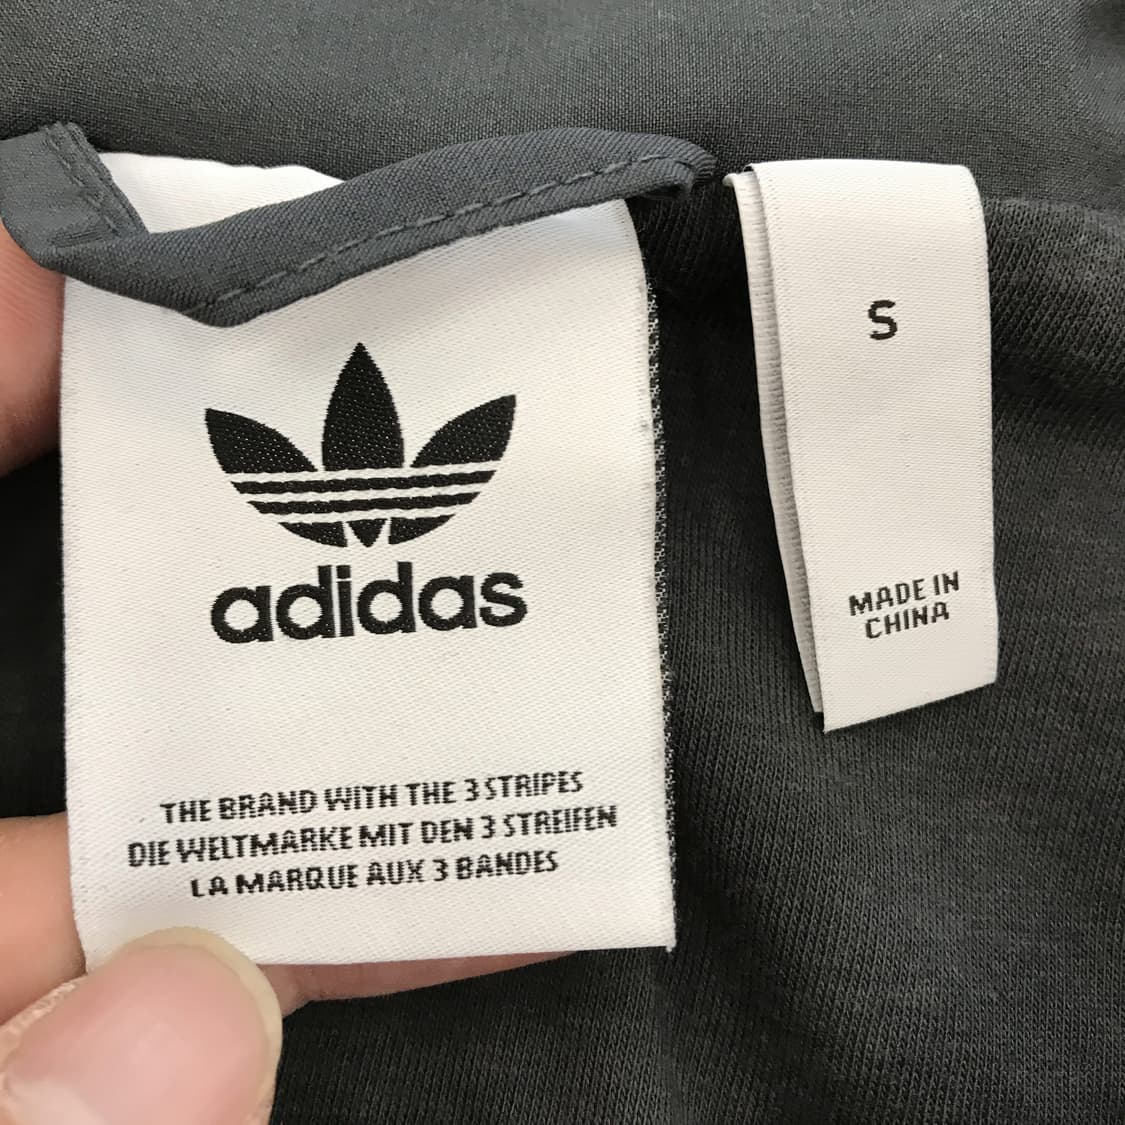 adidas
THE BRAND WITH THE 3 STRIPES
DIE WELTMARKE MIT DEN 3 STREIFEN
LA MARQUE AUX 3 BANDES
S
MADE IN
CHINA